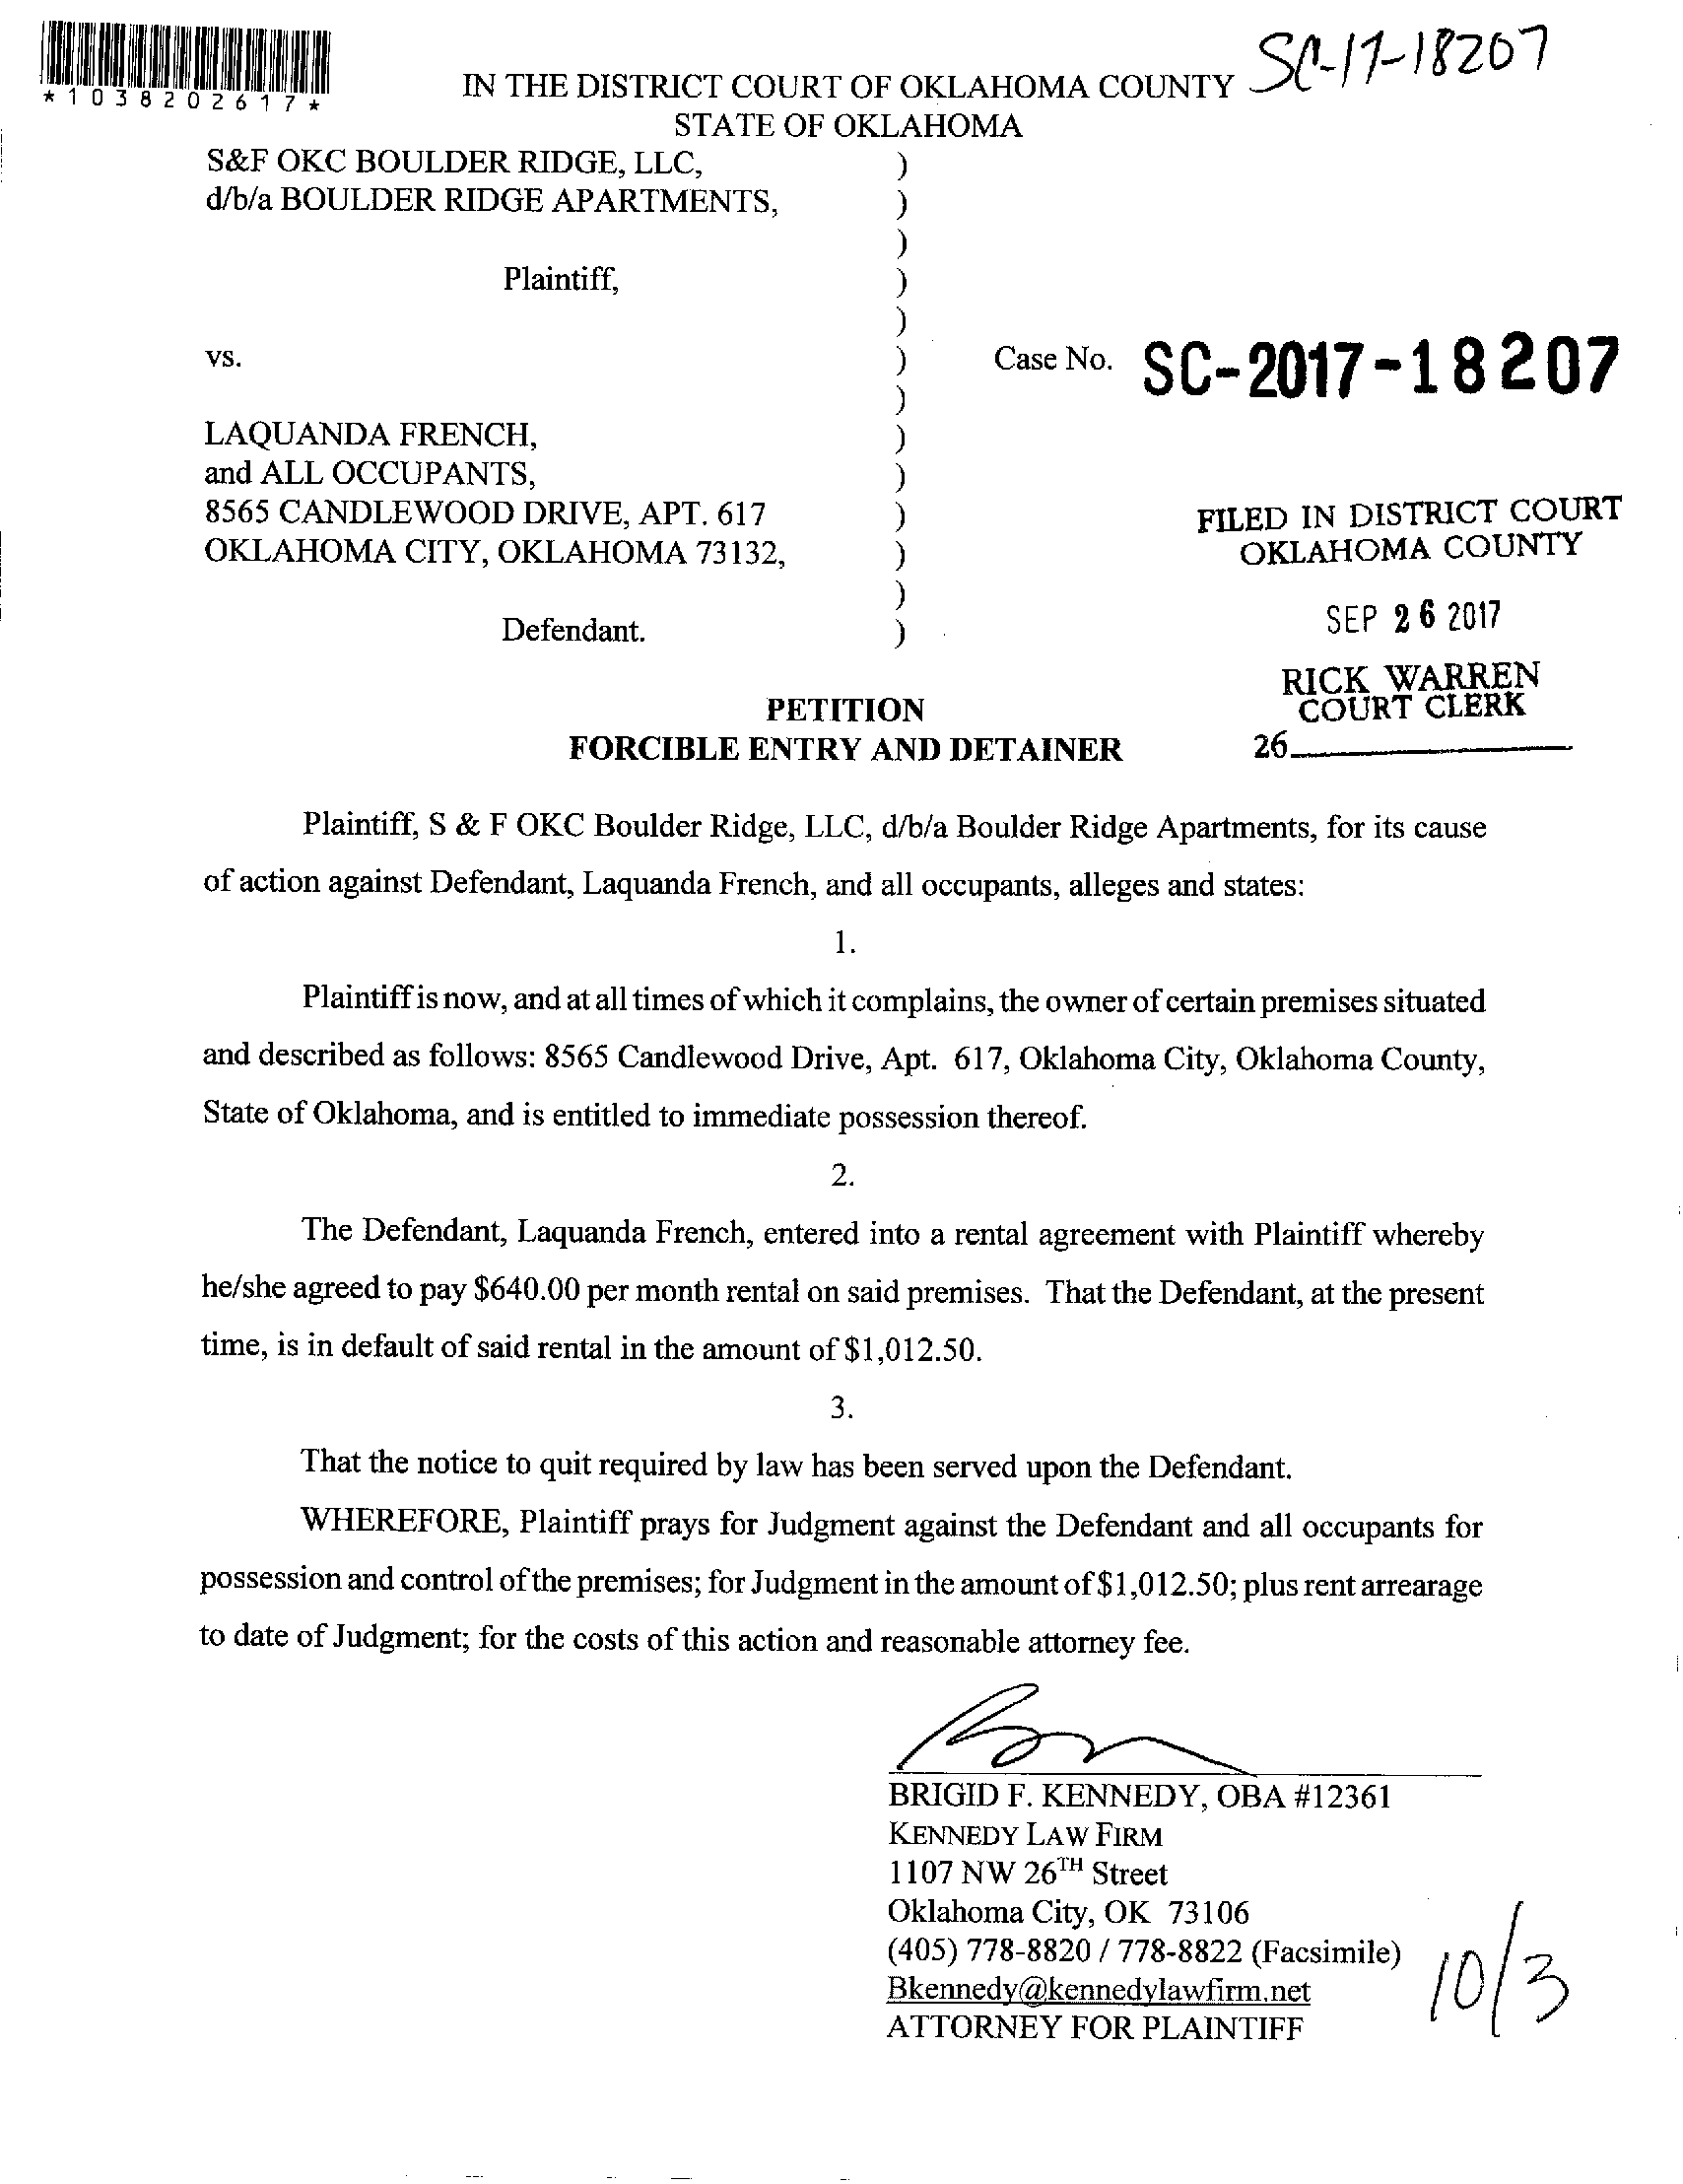 SC-17-18207
*1038202617*
IN THE DISTRICT COURT OF OKLAHOMA COUNTY
STATE OF OKLAHOMA
S&F OKC BOULDER RIDGE, LLC, )
d/b/a BOULDER RIDGE APARTMENTS, )
)
Plaintiff, )
)
vs. ) Case No. SC-2017-18207
)
LAQUANDA FRENCH, )
and ALL OCCUPANTS, )
8565 CANDLEWOOD DRIVE, APT. 617 )
OKLAHOMA CITY, OKLAHOMA 73132, )
)
Defendant. )
FILED IN DISTRICT COURT
OKLAHOMA COUNTY
SEP 26 2017
RICK WARREN
COURT CLERK
26
PETITION
FORCIBLE ENTRY AND DETAINER
Plaintiff, S & F OKC Boulder Ridge, LLC, d/b/a Boulder Ridge Apartments, for its cause
of action against Defendant, Laquanda French, and all occupants, alleges and states:
1.
Plaintiff is now, and at all times of which it complains, the owner of certain premises situated
and described as follows: 8565 Candlewood Drive, Apt. 617, Oklahoma City, Oklahoma County,
State of Oklahoma, and is entitled to immediate possession thereof.
2.
The Defendant, Laquanda French, entered into a rental agreement with Plaintiff whereby
he/she agreed to pay $640.00 per month rental on said premises. That the Defendant, at the present
time, is in default of said rental in the amount of $1,012.50.
3.
That the notice to quit required by law has been served upon the Defendant.
WHEREFORE, Plaintiff prays for Judgment against the Defendant and all occupants for
possession and control of the premises; for Judgment in the amount of $1,012.50; plus rent arrearage
to date of Judgment; for the costs of this action and reasonable attorney fee.
BRIGID F. KENNEDY, OBA #12361
KENNEDY LAW FIRM
1107 NW 26TH Street
Oklahoma City, OK 73106
(405) 778-8820 / 778-8822 (Facsimile)
Bkennedy@kennedylawfirm.net
ATTORNEY FOR PLAINTIFF
10/3